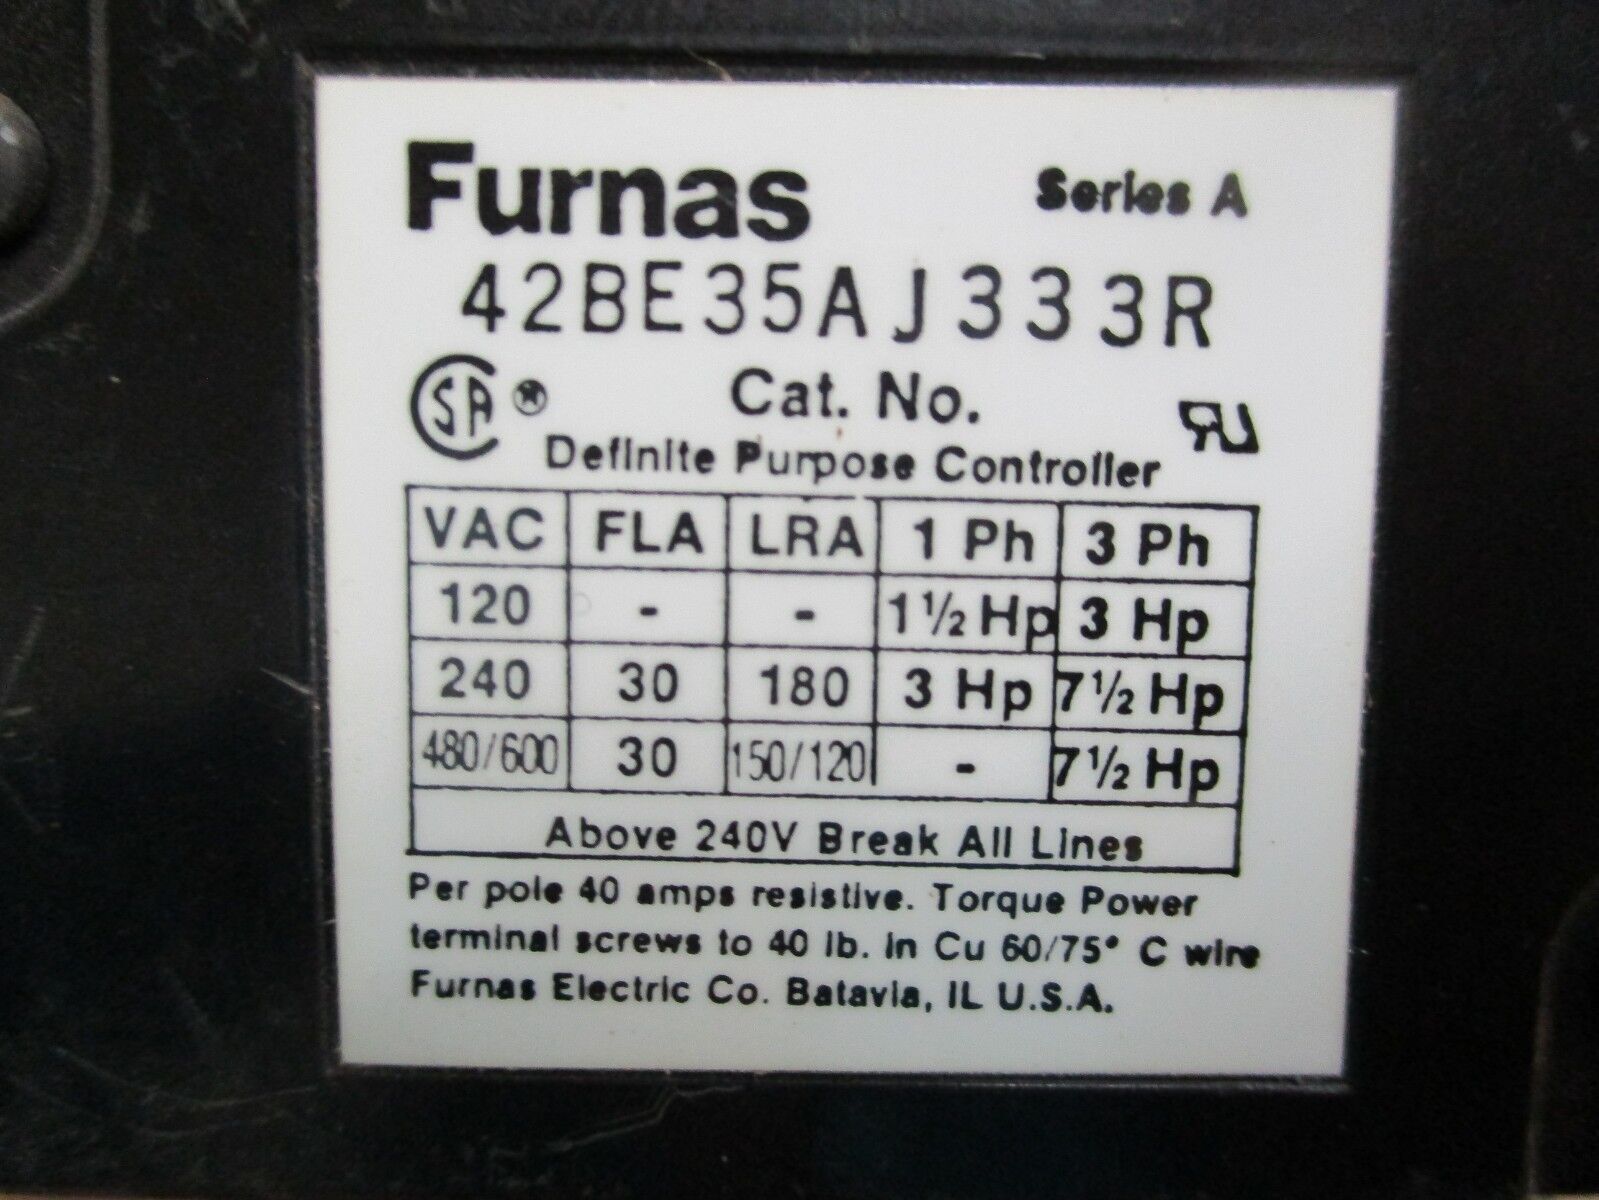 Furnas Series A
42BE35AJ333R
SA ® Cat. No. RU
Definite Purpose Controller
VAC FLA LRA 1 Ph 3 Ph
120 - - 1½ Hp 3 Hp
240 30 180 3 Hp 7½ Hp
480/600 30 150/120 - 7½ Hp
Above 240V Break All Lines
Per pole 40 amps resistive. Torque Power
terminal screws to 40 lb. in Cu 60/75° C wire
Furnas Electric Co. Batavia, IL U.S.A.